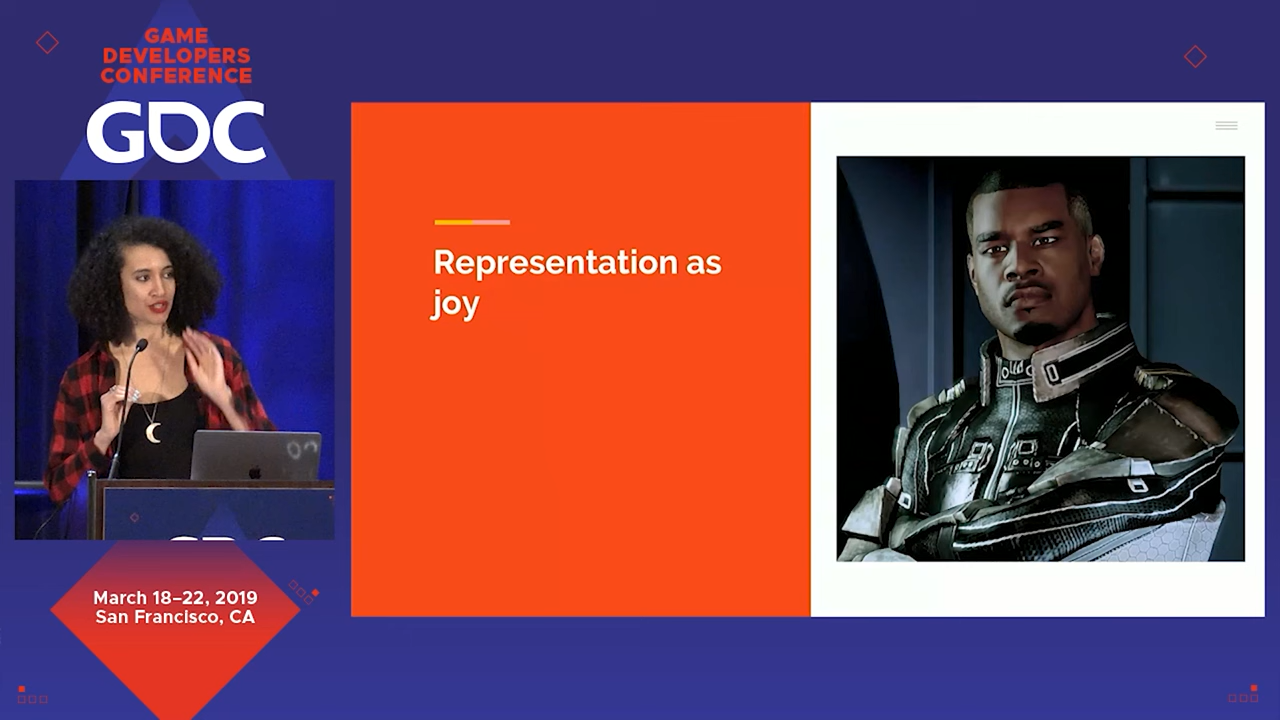 GAME
DEVELOPERS
CONFERENCE
GDC
Representation as
joy
March 18–22, 2019
San Francisco, CA